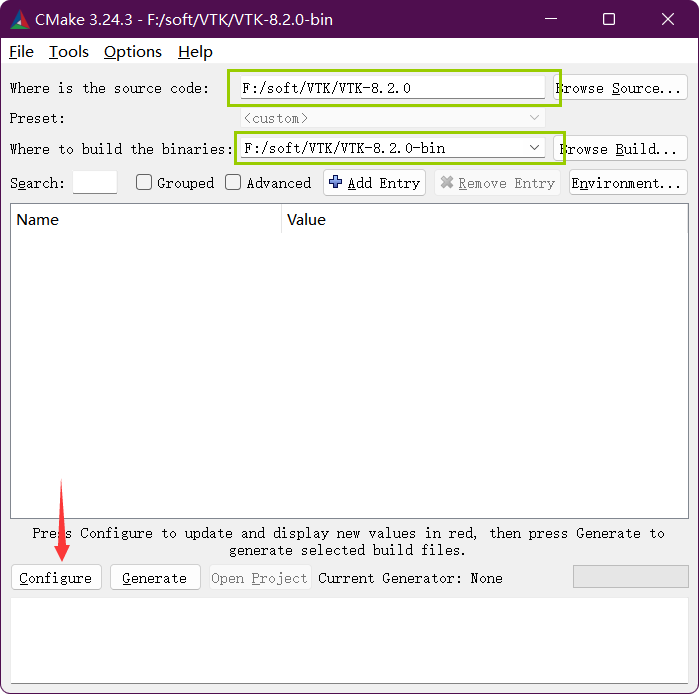 CMake 3.24.3 - F:/soft/VTK/VTK-8.2.0-bin
File Tools Options Help
Where is the source code: F:/soft/VTK/VTK-8.2.0 Browse Source...
Preset: <custom>
Where to build the binaries: F:/soft/VTK/VTK-8.2.0-bin Browse Build...
Search: Grouped Advanced Add Entry Remove Entry Environment...
Name Value
Press Configure to update and display new values in red, then press Generate to
generate selected build files.
Configure Generate Open Project Current Generator: None